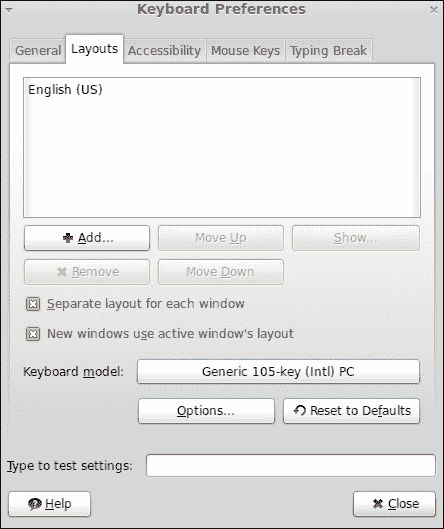 Keyboard Preferences
General Layouts Accessibility Mouse Keys Typing Break
English (US)
Add... Move Up Show...
Remove Move Down
Separate layout for each window
New windows use active window's layout
Keyboard model: Generic 105-key (Intl) PC
Options... Reset to Defaults
Type to test settings:
Help Close